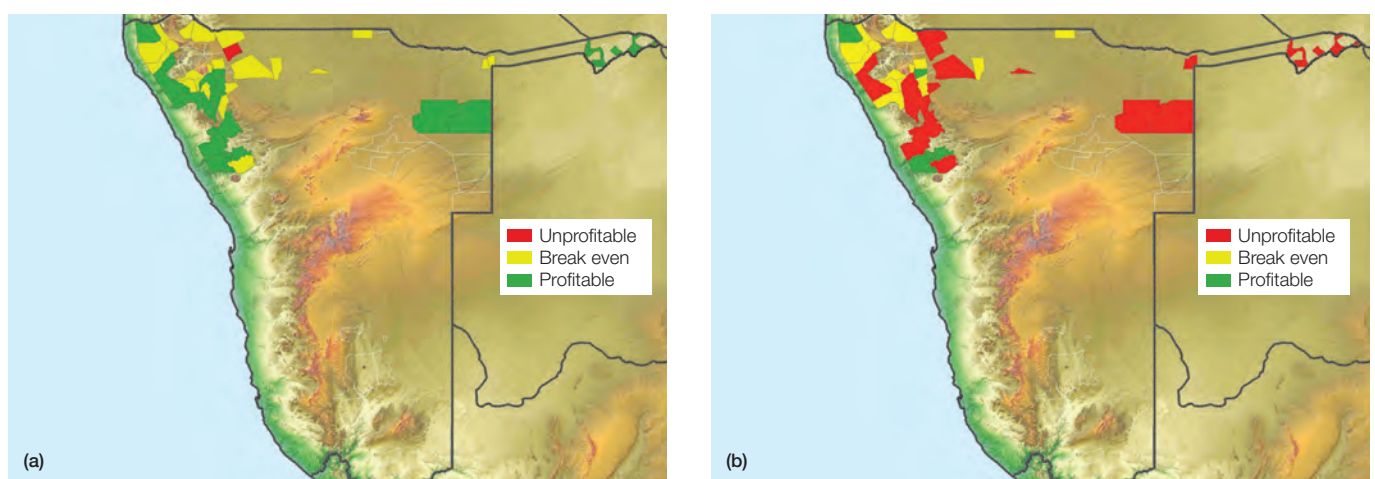 Unprofitable
Break even
Profitable
(a)
Unprofitable
Break even
Profitable
(b)